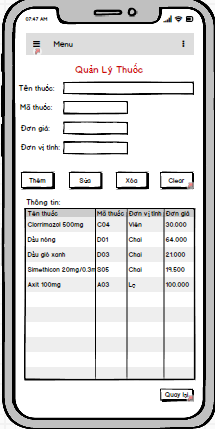 07:47 AM
Menu
Quản Lý Thuốc
Tên thuốc:
Mã thuốc:
Đơn giá:
Đơn vị tính:
Thêm Sửa Xóa Clear
Thông tin:
Tên thuốc Mã thuốc Đơn vị tính Đơn giá
Clorrimazol 500mg C04 Viên 30.000
Dầu nóng D01 Chai 64.000
Dầu gió xanh D03 Chai 21.000
Simethicon 20mg/0.3m S05 Chai 19.500
Axit 100mg A03 Lọ 100.000
Quay lại